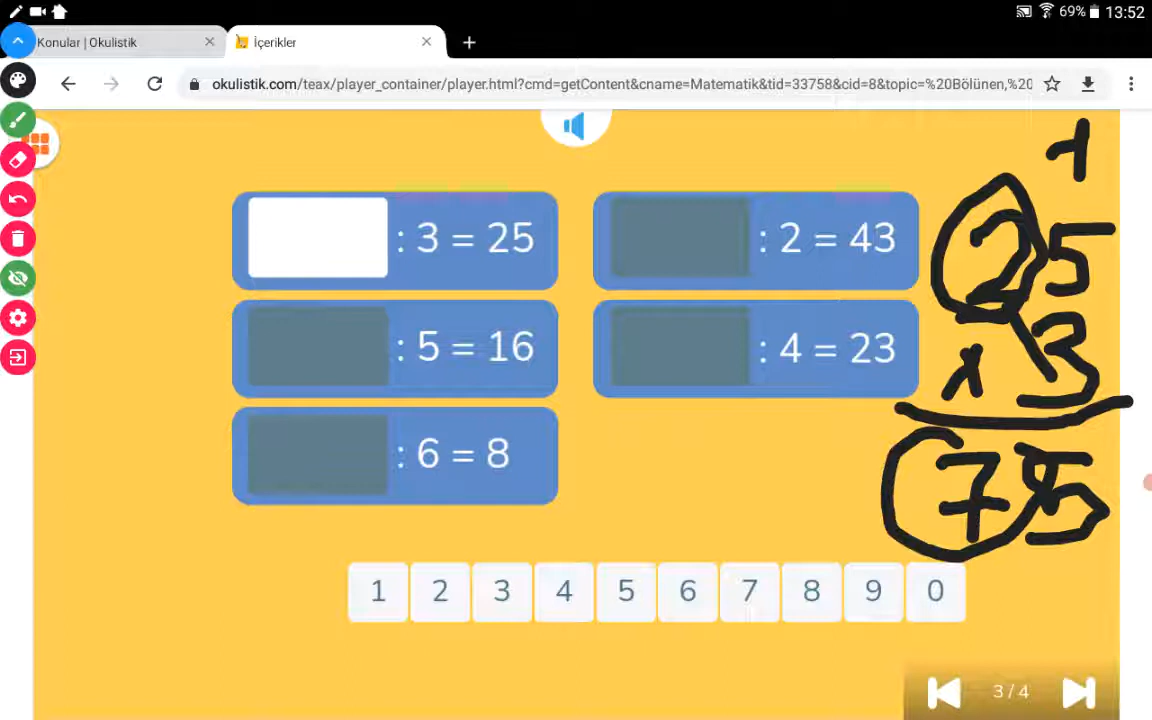 69% 13:52
Konular | Okulistik × İçerikler × +
okulistik.com/teax/player_container/player.html?cmd=getContent&cname=Matematik&tid=33758&cid=8&topic=%20Bölünen,%20
: 3 = 25
: 2 = 43
: 5 = 16
: 4 = 23
: 6 = 8
1
25
x 3
75
1 2 3 4 5 6 7 8 9 0
3 / 4